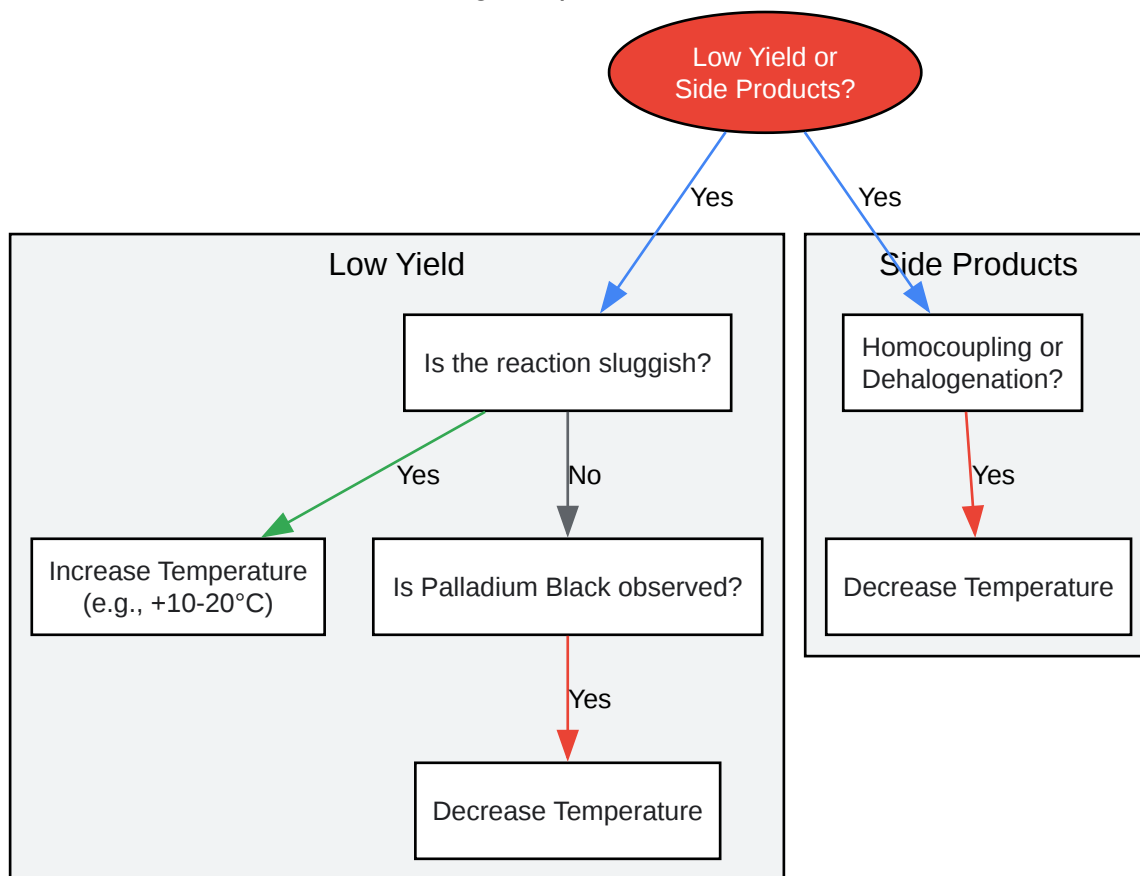 Low Yield or
Side Products?
Yes
Yes
Low Yield
Side Products
Is the reaction sluggish?
Homocoupling or
Dehalogenation?
Yes
No
Yes
Increase Temperature
(e.g., +10-20°C)
Is Palladium Black observed?
Decrease Temperature
Yes
Decrease Temperature